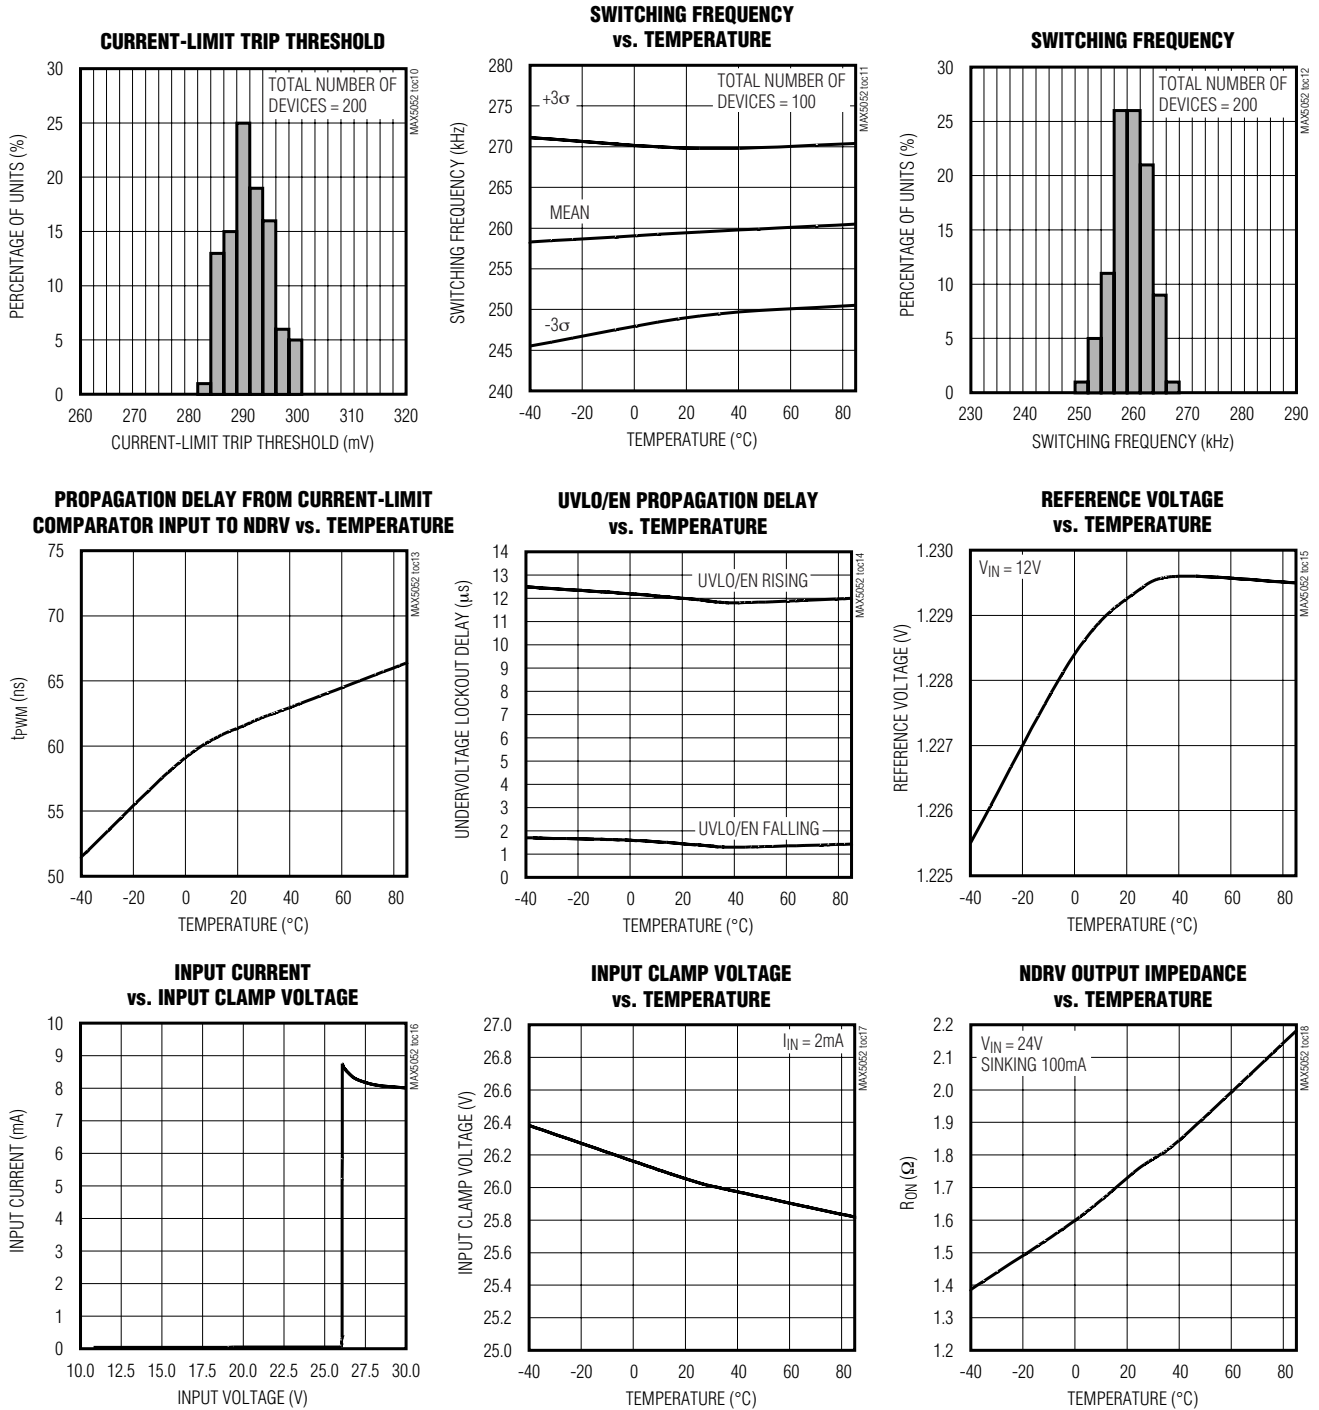 CURRENT-LIMIT TRIP THRESHOLD
30
25
20
15
10
5
0
PERCENTAGE OF UNITS (%)
TOTAL NUMBER OF
DEVICES = 200
MAX5052 toc10
260 270 280 290 300 310 320
CURRENT-LIMIT TRIP THRESHOLD (mV)
SWITCHING FREQUENCY
vs. TEMPERATURE
280
275
270
265
260
255
250
245
240
SWITCHING FREQUENCY (kHz)
TOTAL NUMBER OF
DEVICES = 100
+3σ
MEAN
-3σ
MAX5052 toc11
-40 -20 0 20 40 60 80
TEMPERATURE (°C)
SWITCHING FREQUENCY
30
25
20
15
10
5
0
PERCENTAGE OF UNITS (%)
TOTAL NUMBER OF
DEVICES = 200
MAX5052 toc12
230 240 250 260 270 280 290
SWITCHING FREQUENCY (kHz)
PROPAGATION DELAY FROM CURRENT-LIMIT
COMPARATOR INPUT TO NDRV vs. TEMPERATURE
75
70
65
60
55
50
tPWM (ns)
MAX5052 toc13
-40 -20 0 20 40 60 80
TEMPERATURE (°C)
UVLO/EN PROPAGATION DELAY
vs. TEMPERATURE
14
13
12
11
10
9
8
7
6
5
4
3
2
1
0
UNDERVOLTAGE LOCKOUT DELAY (μs)
UVLO/EN RISING
UVLO/EN FALLING
MAX5052 toc14
-40 -20 0 20 40 60 80
TEMPERATURE (°C)
REFERENCE VOLTAGE
vs. TEMPERATURE
1.230
1.229
1.228
1.227
1.226
1.225
REFERENCE VOLTAGE (V)
VIN = 12V
MAX5052 toc15
-40 -20 0 20 40 60 80
TEMPERATURE (°C)
INPUT CURRENT
vs. INPUT CLAMP VOLTAGE
10
9
8
7
6
5
4
3
2
1
0
INPUT CURRENT (mA)
MAX5052 toc16
10.0 12.5 15.0 17.5 20.0 22.5 25.0 27.5 30.0
INPUT VOLTAGE (V)
INPUT CLAMP VOLTAGE
vs. TEMPERATURE
27.0
26.8
26.6
26.4
26.2
26.0
25.8
25.6
25.4
25.2
25.0
INPUT CLAMP VOLTAGE (V)
IIN = 2mA
MAX5052 toc17
-40 -20 0 20 40 60 80
TEMPERATURE (°C)
NDRV OUTPUT IMPEDANCE
vs. TEMPERATURE
2.2
2.1
2.0
1.9
1.8
1.7
1.6
1.5
1.4
1.3
1.2
RON (Ω)
VIN = 24V
SINKING 100mA
MAX5052 toc18
-40 -20 0 20 40 60 80
TEMPERATURE (°C)